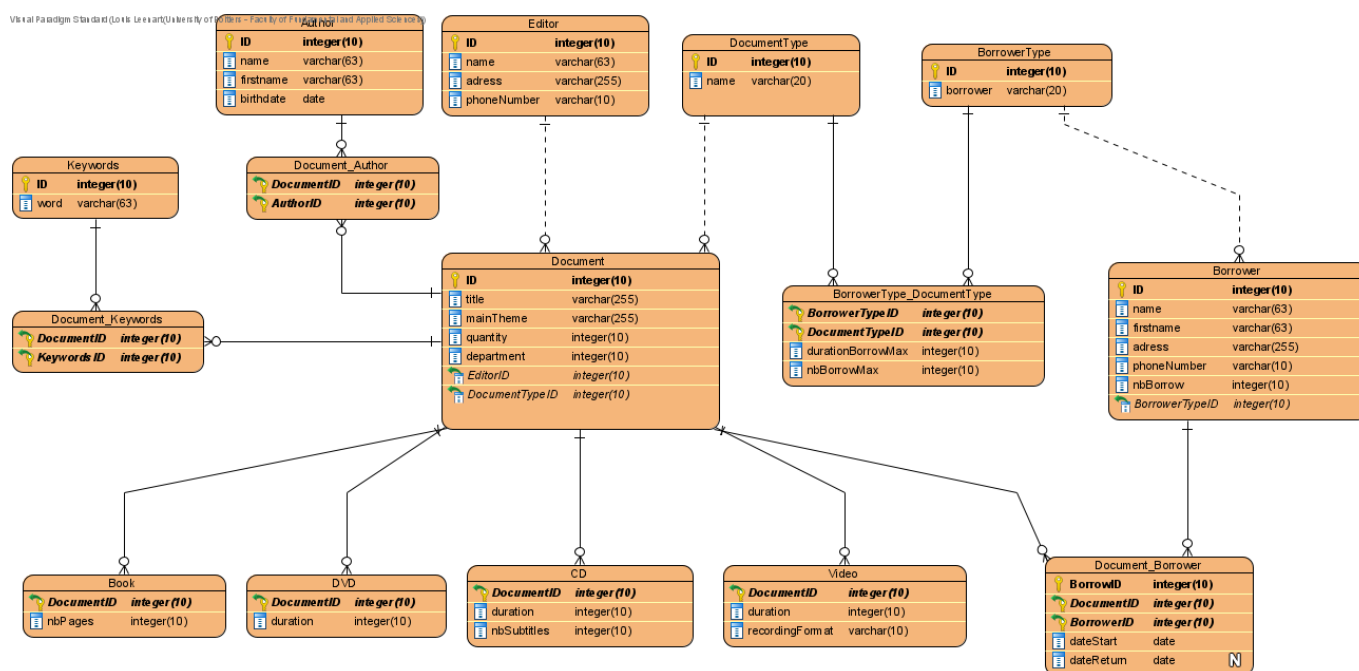 Visual Paradigm Standard (Louis Leenart(University of Poitiers - Faculty of Fundamental and Applied Sciences))
Author
ID integer(10)
name varchar(63)
firstname varchar(63)
birthdate date
Editor
ID integer(10)
name varchar(63)
adress varchar(255)
phoneNumber varchar(10)
DocumentType
ID integer(10)
name varchar(20)
BorrowerType
ID integer(10)
borrower varchar(20)
Keywords
ID integer(10)
word varchar(63)
Document_Author
DocumentID integer(10)
AuthorID integer(10)
Document
ID integer(10)
title varchar(255)
mainTheme varchar(255)
quantity integer(10)
department integer(10)
EditorID integer(10)
DocumentTypeID integer(10)
BorrowerType_DocumentType
BorrowerTypeID integer(10)
DocumentTypeID integer(10)
durationBorrowMax integer(10)
nbBorrowMax integer(10)
Borrower
ID integer(10)
name varchar(63)
firstname varchar(63)
adress varchar(255)
phoneNumber varchar(10)
nbBorrow integer(10)
BorrowerTypeID integer(10)
Document_Keywords
DocumentID integer(10)
KeywordsID integer(10)
Book
DocumentID integer(10)
nbPages integer(10)
DVD
DocumentID integer(10)
duration integer(10)
CD
DocumentID integer(10)
duration integer(10)
nbSubtitles integer(10)
Video
DocumentID integer(10)
duration integer(10)
recordingFormat varchar(10)
Document_Borrower
BorrowID integer(10)
DocumentID integer(10)
BorrowerID integer(10)
dateStart date
dateReturn date N